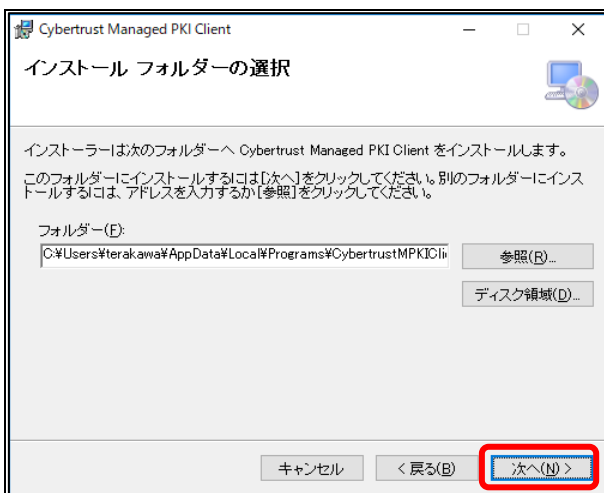 Cybertrust Managed PKI Client
インストール フォルダーの選択
インストーラーは次のフォルダーへ Cybertrust Managed PKI Client をインストールします。
このフォルダーにインストールするには[次へ]をクリックしてください。別のフォルダーにインス
トールするには、アドレスを入力するか[参照]をクリックしてください。
フォルダー(F):
C:¥Users¥terakawa¥AppData¥Local¥Programs¥CybertrustMPKICli
参照(R)...
ディスク領域(D)...
キャンセル
< 戻る(B)
次へ(N) >